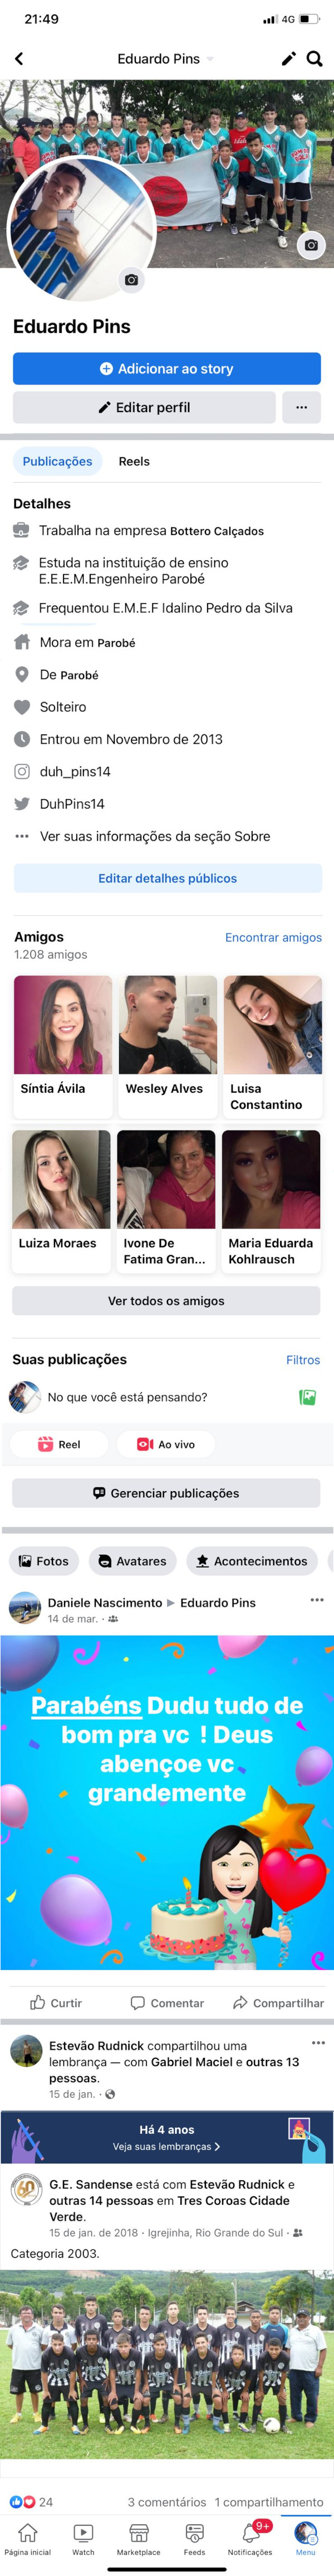 21:49
4G
Eduardo Pins
Eduardo Pins
Adicionar ao story
Editar perfil
Publicações Reels
Detalhes
Trabalha na empresa Bottero Calçados
Estuda na instituição de ensino
E.E.E.M.Engenheiro Parobé
Frequentou E.M.E.F Idalino Pedro da Silva
Mora em Parobé
De Parobé
Solteiro
Entrou em Novembro de 2013
duh_pins14
DuhPins14
Ver suas informações da seção Sobre
Editar detalhes públicos
Amigos
Encontrar amigos
1.208 amigos
Síntia Ávila
Wesley Alves
Luisa
Constantino
Luiza Moraes
Ivone De
Fatima Gran...
Maria Eduarda
Kohlrausch
Ver todos os amigos
Suas publicações
Filtros
No que você está pensando?
Reel
Ao vivo
Gerenciar publicações
Fotos
Avatares
Acontecimentos
Daniele Nascimento ▶ Eduardo Pins
14 de mar. ·
Parabéns Dudu tudo de
bom pra vc ! Deus
abençoe vc
grandemente
Curtir
Comentar
Compartilhar
Estevão Rudnick compartilhou uma
lembrança — com Gabriel Maciel e outras 13
pessoas.
15 de jan. ·
Há 4 anos
Veja suas lembranças
G.E. Sandense está com Estevão Rudnick e
outras 14 pessoas em Tres Coroas Cidade
Verde.
15 de jan. de 2018 · Igrejinha, Rio Grande do Sul ·
Categoria 2003.
24
3 comentários 1 compartilhamento
9+
Página inicial
Watch
Marketplace
Feeds
Notificações
Menu